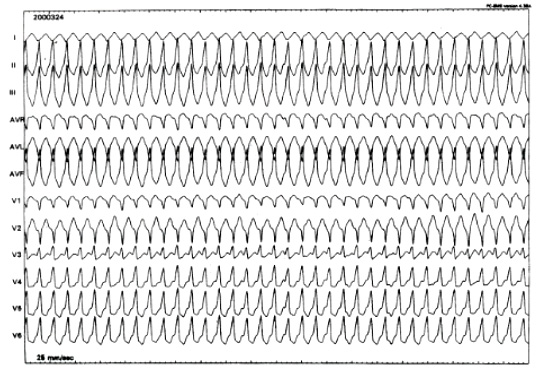 2000324
I
II
III
AVR
AVL
AVF
V1
V2
V3
V4
V5
V6
25 mm/sec